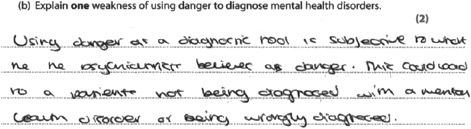 (b) Explain one weakness of using danger to diagnose mental health disorders.
(2)
Using danger as a diagnostic tool is subjective to what
he the psychiatrist believes as danger. This could lead
to a patients not being diagnosed with a mental
health disorder or being wrongly diagnosed.